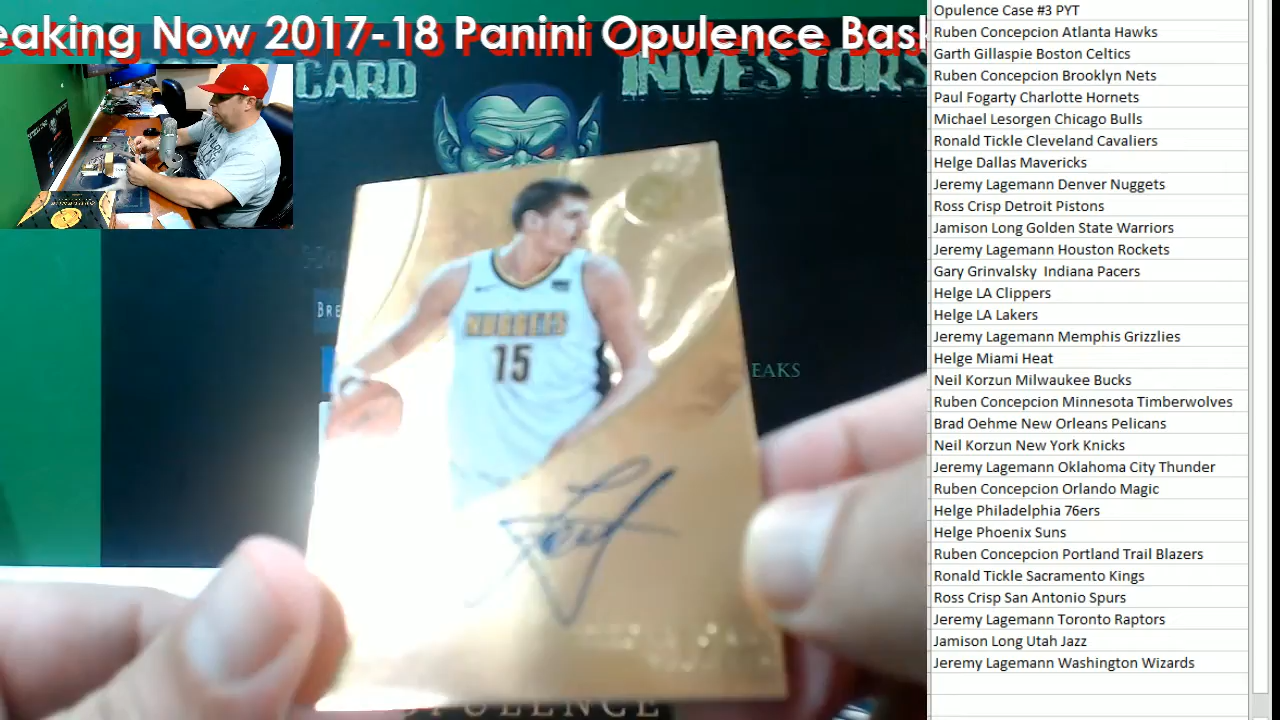 eaking Now 2017-18 Panini Opulence Bask
CARD INVESTORS
BRE
EAKS
NUGGETS
15
OPULENCE
Opulence Case #3 PYT
Ruben Concepcion Atlanta Hawks
Garth Gillaspie Boston Celtics
Ruben Concepcion Brooklyn Nets
Paul Fogarty Charlotte Hornets
Michael Lesorgen Chicago Bulls
Ronald Tickle Cleveland Cavaliers
Helge Dallas Mavericks
Jeremy Lagemann Denver Nuggets
Ross Crisp Detroit Pistons
Jamison Long Golden State Warriors
Jeremy Lagemann Houston Rockets
Gary Grinvalsky  Indiana Pacers
Helge LA Clippers
Helge LA Lakers
Jeremy Lagemann Memphis Grizzlies
Helge Miami Heat
Neil Korzun Milwaukee Bucks
Ruben Concepcion Minnesota Timberwolves
Brad Oehme New Orleans Pelicans
Neil Korzun New York Knicks
Jeremy Lagemann Oklahoma City Thunder
Ruben Concepcion Orlando Magic
Helge Philadelphia 76ers
Helge Phoenix Suns
Ruben Concepcion Portland Trail Blazers
Ronald Tickle Sacramento Kings
Ross Crisp San Antonio Spurs
Jeremy Lagemann Toronto Raptors
Jamison Long Utah Jazz
Jeremy Lagemann Washington Wizards